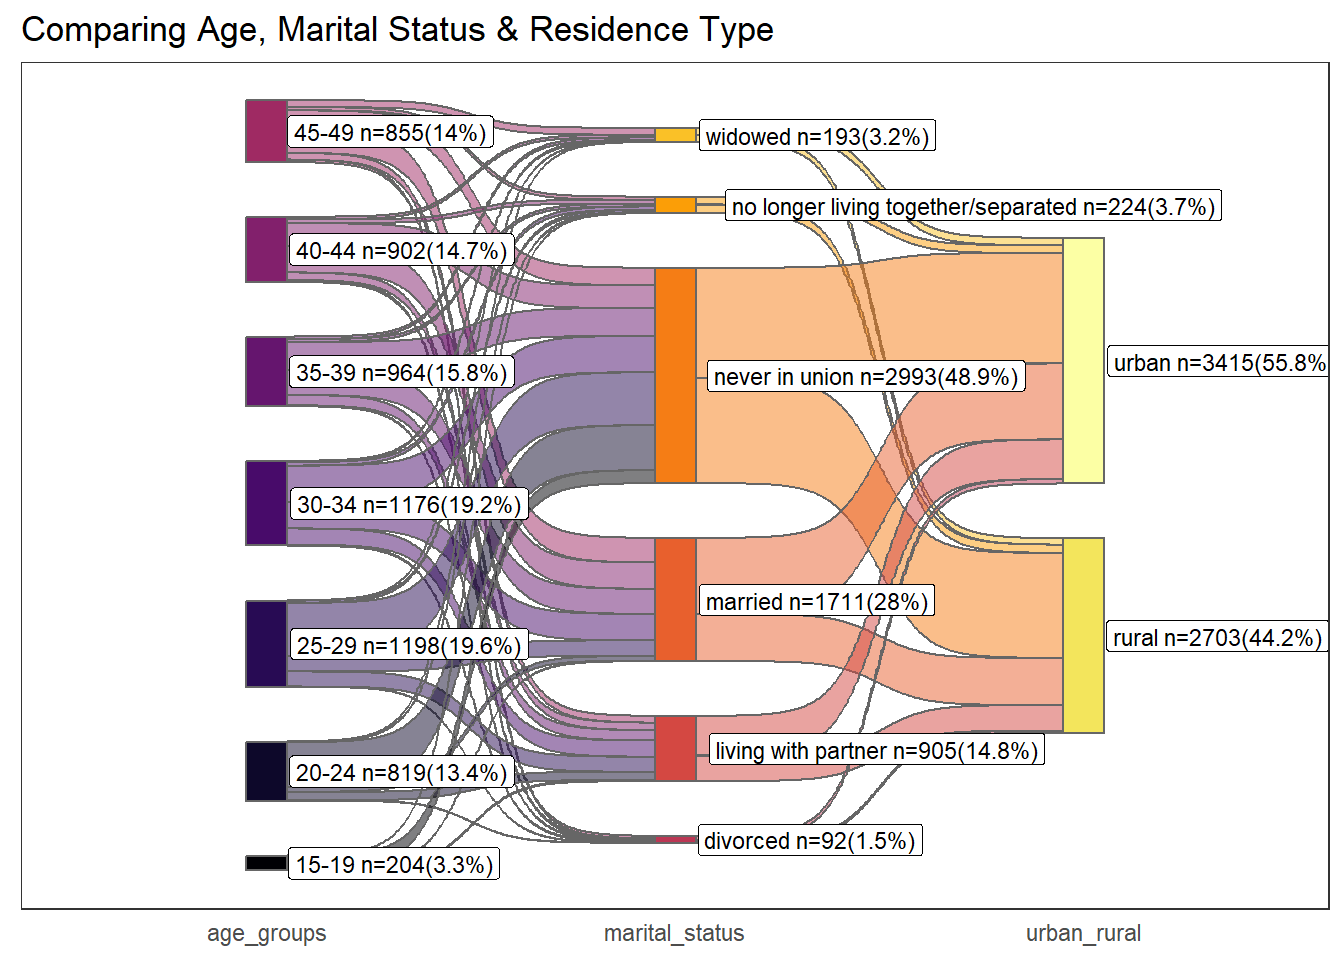 Comparing Age, Marital Status & Residence Type
45-49 n=855(14%)
widowed n=193(3.2%)
no longer living together/separated n=224(3.7%)
40-44 n=902(14.7%)
urban n=3415(55.8%
35-39 n=964(15.8%)
never in union n=2993(48.9%)
30-34 n=1176(19.2%)
married n=1711(28%)
rural n=2703(44.2%)
25-29 n=1198(19.6%)
living with partner n=905(14.8%)
20-24 n=819(13.4%)
divorced n=92(1.5%)
15-19 n=204(3.3%)
age_groups
marital_status
urban_rural